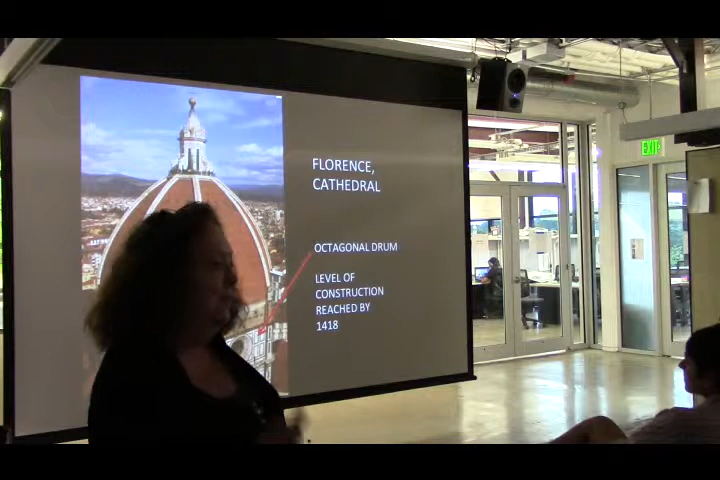 FLORENCE,
CATHEDRAL
OCTAGONAL DRUM
LEVEL OF
CONSTRUCTION
REACHED BY
1418
EXIT